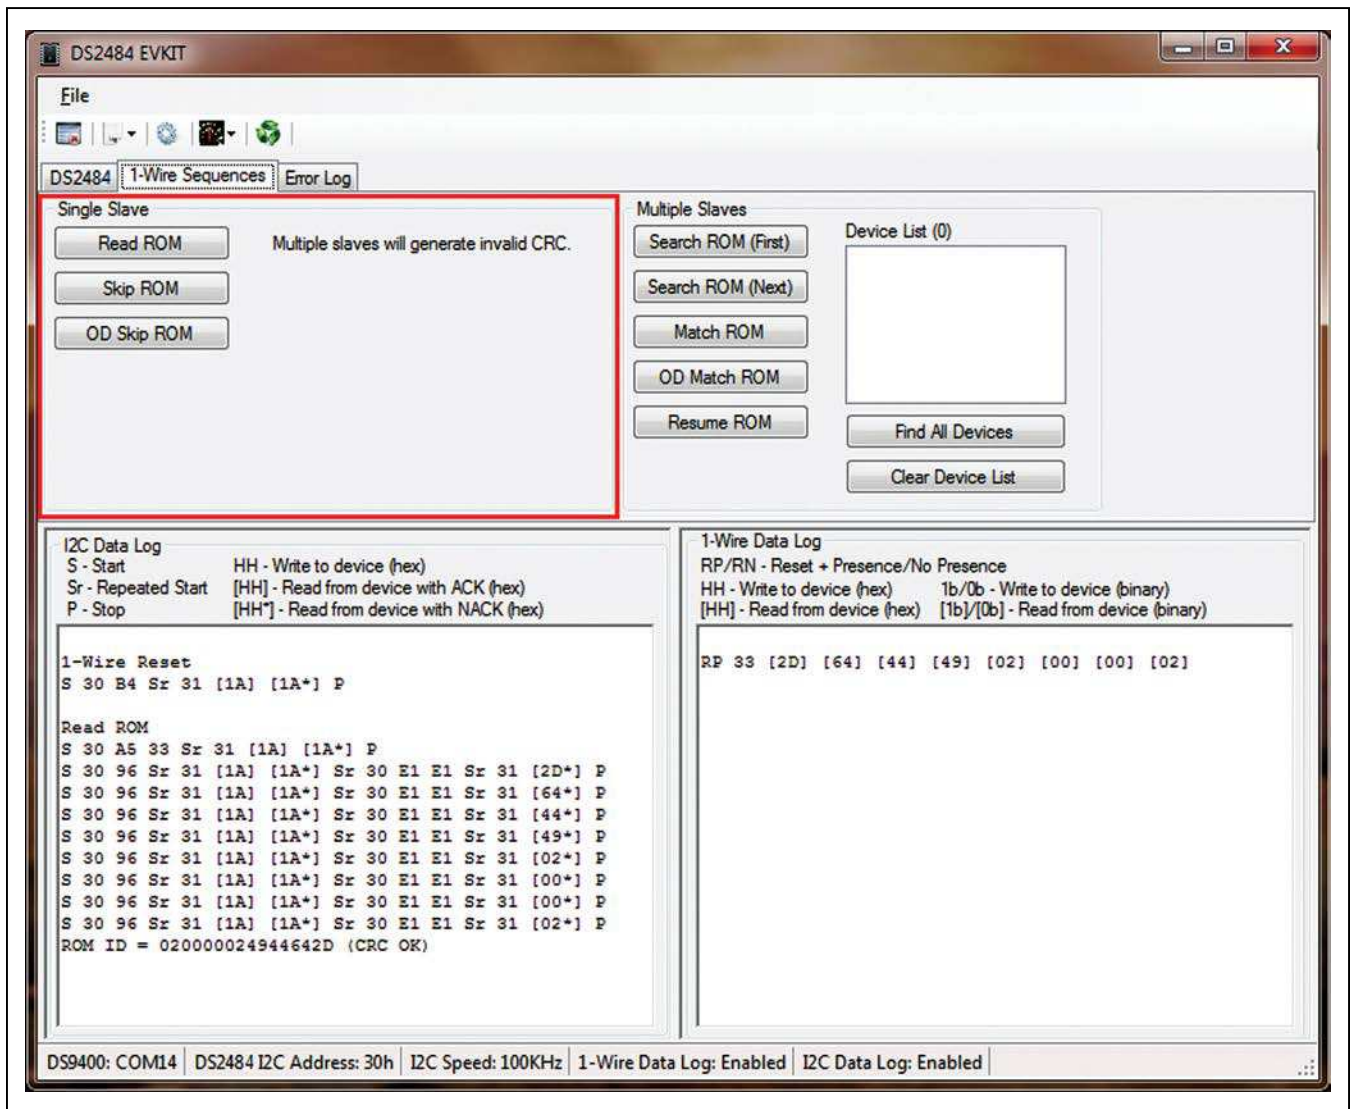 DS2484 EVKIT
File
DS2484 1-Wire Sequences Error Log
Single Slave
Read ROM
Multiple slaves will generate invalid CRC.
Skip ROM
OD Skip ROM
Multiple Slaves
Search ROM (First)
Search ROM (Next)
Match ROM
OD Match ROM
Resume ROM
Device List (0)
Find All Devices
Clear Device List
I2C Data Log
S - Start HH - Write to device (hex)
Sr - Repeated Start [HH] - Read from device with ACK (hex)
P - Stop [HH*] - Read from device with NACK (hex)
1-Wire Reset
S 30 B4 Sr 31 [1A] [1A*] P
Read ROM
S 30 A5 33 Sr 31 [1A] [1A*] P
S 30 96 Sr 31 [1A] [1A*] Sr 30 E1 E1 Sr 31 [2D*] P
S 30 96 Sr 31 [1A] [1A*] Sr 30 E1 E1 Sr 31 [64*] P
S 30 96 Sr 31 [1A] [1A*] Sr 30 E1 E1 Sr 31 [44*] P
S 30 96 Sr 31 [1A] [1A*] Sr 30 E1 E1 Sr 31 [49*] P
S 30 96 Sr 31 [1A] [1A*] Sr 30 E1 E1 Sr 31 [02*] P
S 30 96 Sr 31 [1A] [1A*] Sr 30 E1 E1 Sr 31 [00*] P
S 30 96 Sr 31 [1A] [1A*] Sr 30 E1 E1 Sr 31 [00*] P
S 30 96 Sr 31 [1A] [1A*] Sr 30 E1 E1 Sr 31 [02*] P
ROM ID = 020000024944642D (CRC OK)
1-Wire Data Log
RP/RN - Reset + Presence/No Presence
HH - Write to device (hex) 1b/0b - Write to device (binary)
[HH] - Read from device (hex) [1b]/[0b] - Read from device (binary)
RP 33 [2D] [64] [44] [49] [02] [00] [00] [02]
DS9400: COM14 DS2484 I2C Address: 30h I2C Speed: 100KHz 1-Wire Data Log: Enabled I2C Data Log: Enabled